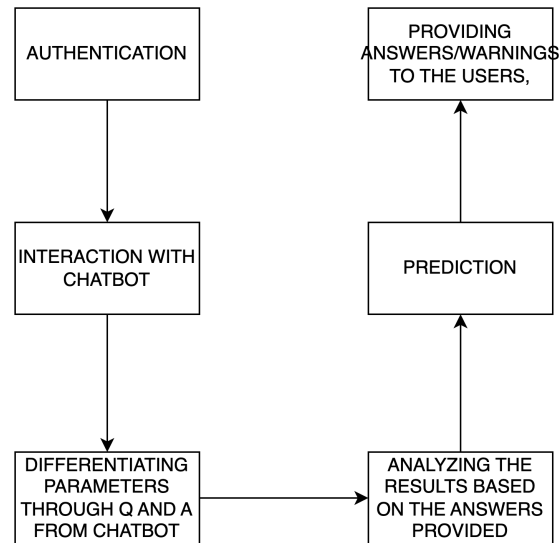 AUTHENTICATION
INTERACTION WITH
CHATBOT
DIFFERENTIATING
PARAMETERS
THROUGH Q AND A
FROM CHATBOT
ANALYZING THE
RESULTS BASED
ON THE ANSWERS
PROVIDED
PREDICTION
PROVIDING
ANSWERS/WARNINGS
TO THE USERS,